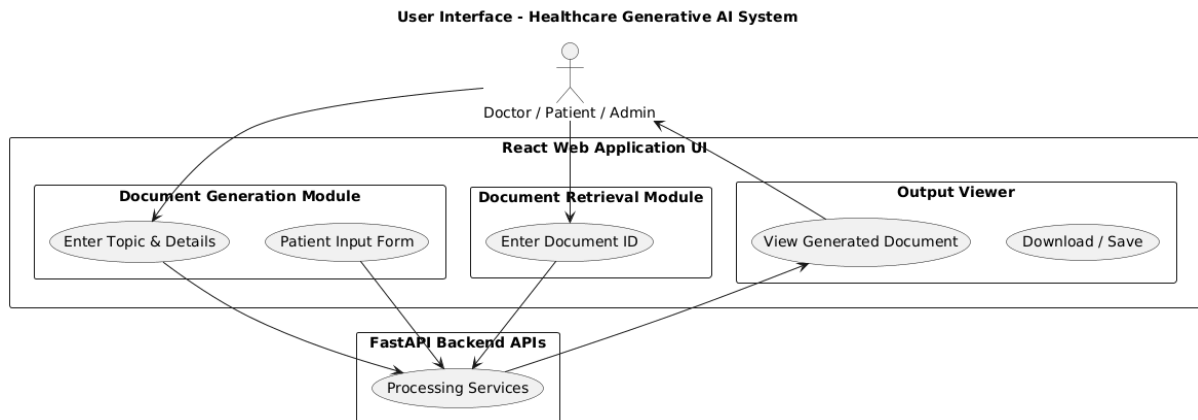 User Interface - Healthcare Generative AI System
Doctor / Patient / Admin
React Web Application UI
Document Generation Module
Enter Topic & Details
Patient Input Form
Document Retrieval Module
Enter Document ID
Output Viewer
View Generated Document
Download / Save
FastAPI Backend APIs
Processing Services